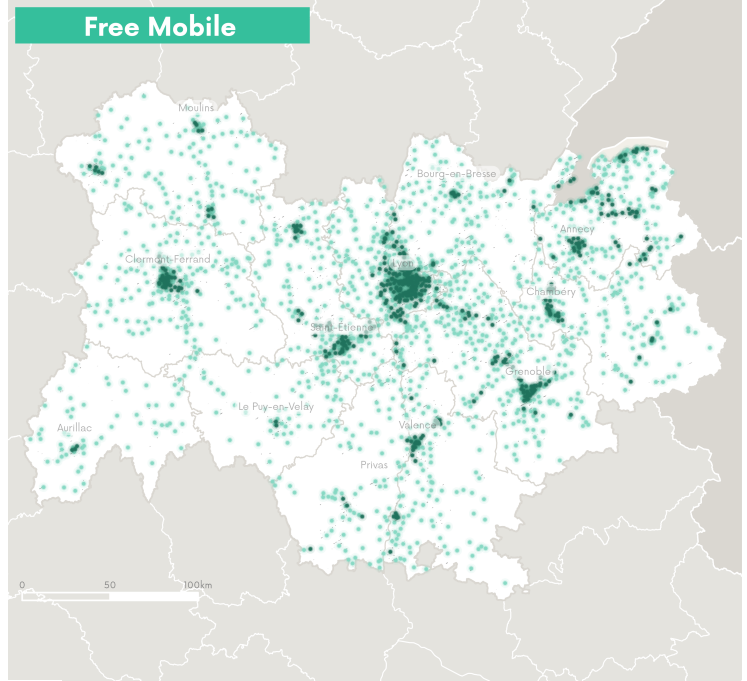 Free Mobile
Moulins
Bourg-en-Bresse
Annecy
Clermont-Ferrand
Lyon
Chambéry
Saint-Etienne
Grenoble
Le Puy-en-Velay
Aurillac
Valence
Privas
0 50 100km